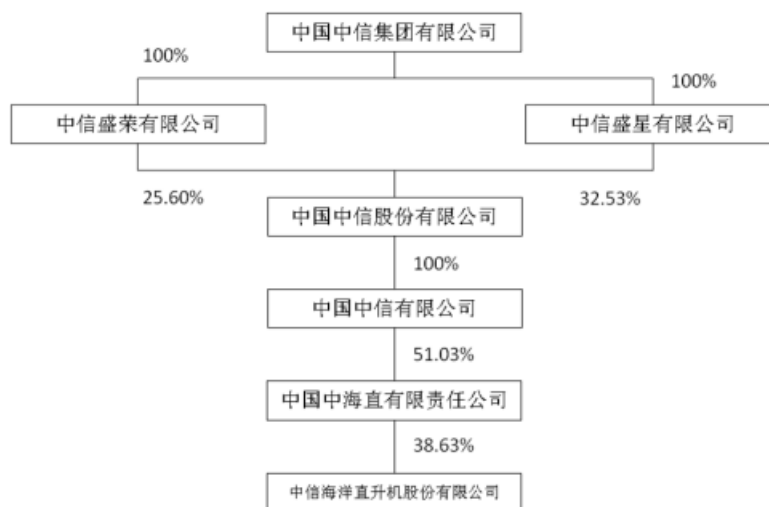 中国中信集团有限公司
100%
100%
中信盛荣有限公司
中信盛星有限公司
25.60%
32.53%
中国中信股份有限公司
100%
中国中信有限公司
51.03%
中国中海直有限责任公司
38.63%
中信海洋直升机股份有限公司